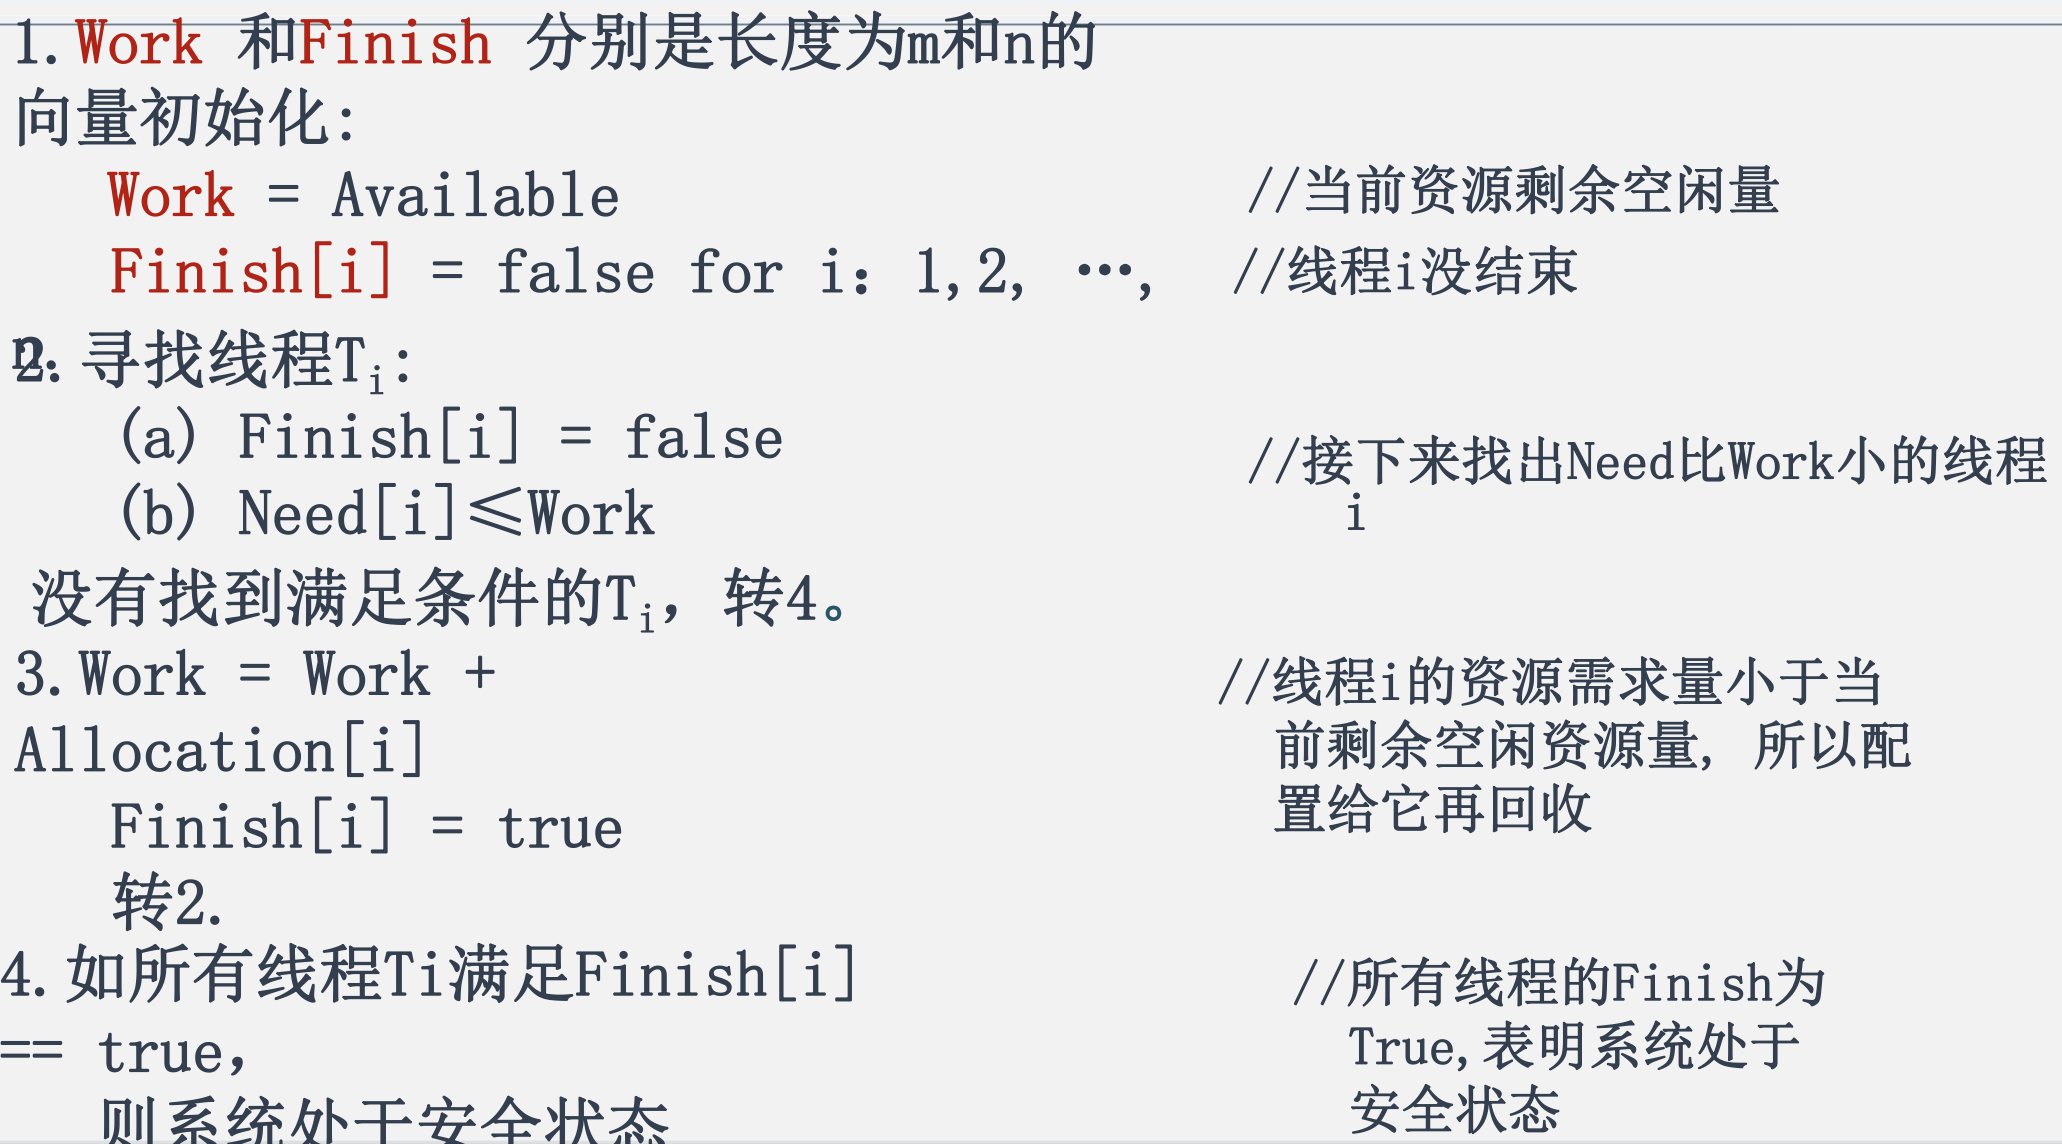 1.Work 和Finish 分别是长度为m和n的
向量初始化:
Work = Available //当前资源剩余空闲量
Finish[i] = false for i: 1,2, …, //线程i没结束
n.
2.寻找线程Ti:
(a) Finish[i] = false
(b) Need[i]≤Work
//接下来找出Need比Work小的线程
i
没有找到满足条件的Ti, 转4。
3.Work = Work +
Allocation[i]
Finish[i] = true
转2.
//线程i的资源需求量小于当
前剩余空闲资源量, 所以配
置给它再回收
4.如所有线程Ti满足Finish[i]
== true,
则系统处于安全状态
//所有线程的Finish为
True,表明系统处于
安全状态